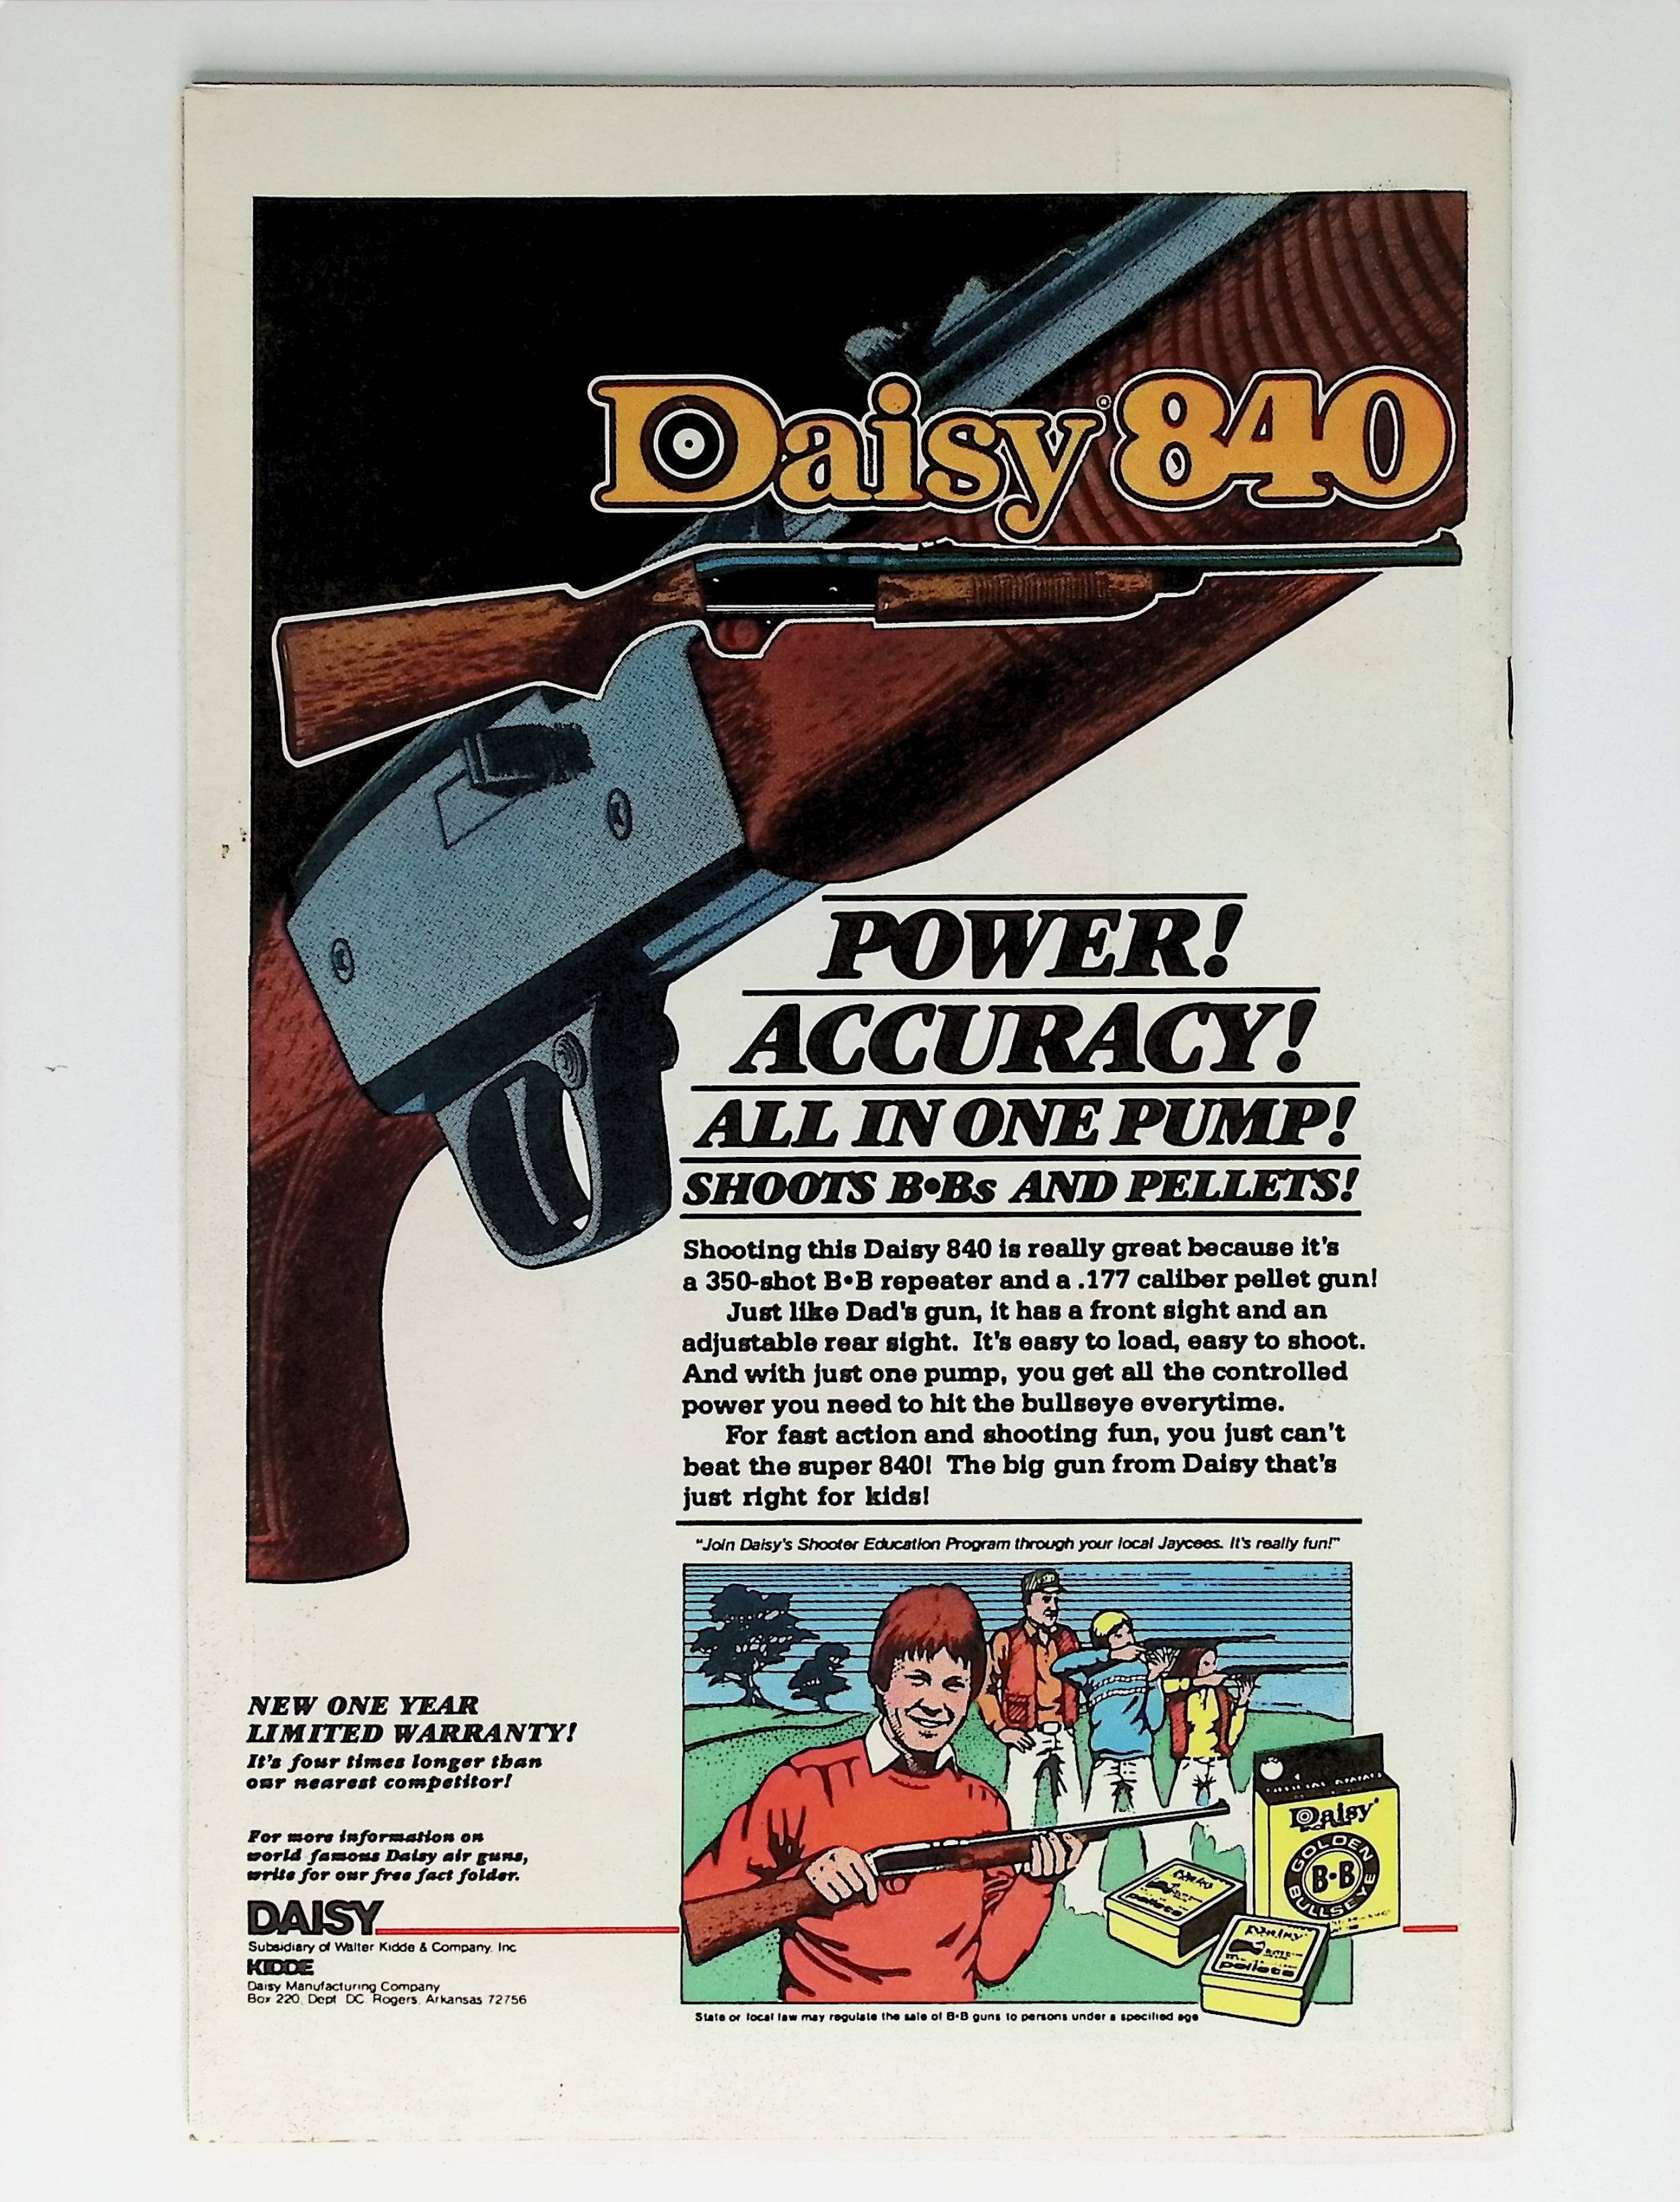 Daisy® 840
POWER!
ACCURACY!
ALL IN ONE PUMP!
SHOOTS B•Bs AND PELLETS!
Shooting this Daisy 840 is really great because it's
a 350-shot B•B repeater and a .177 caliber pellet gun!
Just like Dad's gun, it has a front sight and an
adjustable rear sight. It's easy to load, easy to shoot.
And with just one pump, you get all the controlled
power you need to hit the bullseye everytime.
For fast action and shooting fun, you just can't
beat the super 840! The big gun from Daisy that's
just right for kids!
"Join Daisy's Shooter Education Program through your local Jaycees. It's really fun!"
NEW ONE YEAR
LIMITED WARRANTY!
It's four times longer than
our nearest competitor!
For more information on
world famous Daisy air guns,
write for our free fact folder.
DAISY
Subsidiary of Walter Kidde & Company, Inc
KIDDE
Daisy Manufacturing Company
Box 220, Dept DC, Rogers, Arkansas 72756
Daisy
GOLDEN
B•B
BULLSEYE
pellets
pellets
State or local law may regulate the sale of B•B guns to persons under a specified age